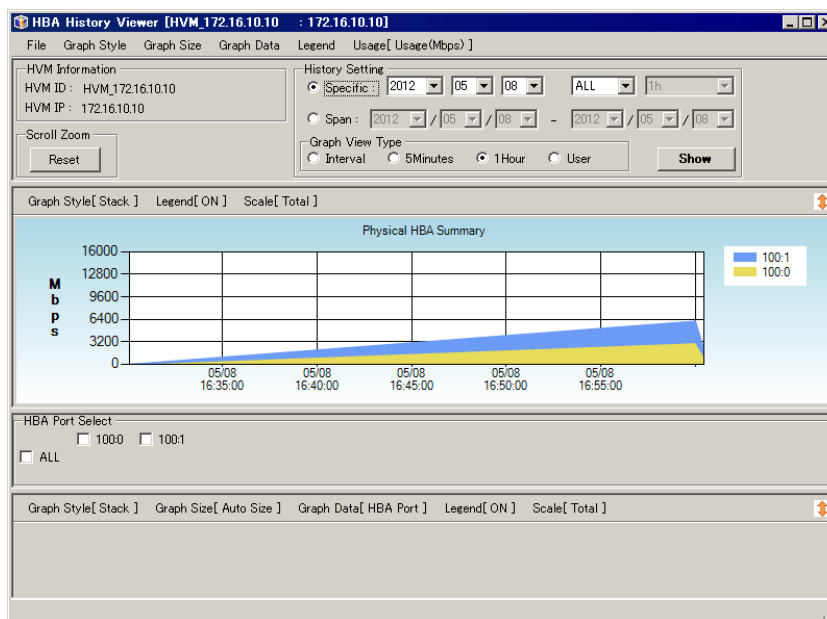 HBA History Viewer [HVM_172.16.10.10 : 172.16.10.10]
File Graph Style Graph Size Graph Data Legend Usage[ Usage(Mbps) ]
HVM Information
HVM ID : HVM_172.16.10.10
HVM IP : 172.16.10.10
Scroll Zoom
Reset
History Setting
Specific : 2012 05 08 ALL 1h
Span : 2012 / 05 / 08 - 2012 / 05 / 08
Graph View Type
Interval 5Minutes 1Hour User
Show
Graph Style[ Stack ] Legend[ ON ] Scale[ Total ]
Physical HBA Summary
Mbps
16000
12800
9600
6400
3200
0
05/08 05/08 05/08 05/08 05/08
16:35:00 16:40:00 16:45:00 16:50:00 16:55:00
100:1
100:0
HBA Port Select
100:0 100:1
ALL
Graph Style[ Stack ] Graph Size[ Auto Size ] Graph Data[ HBA Port ] Legend[ ON ] Scale[ Total ]